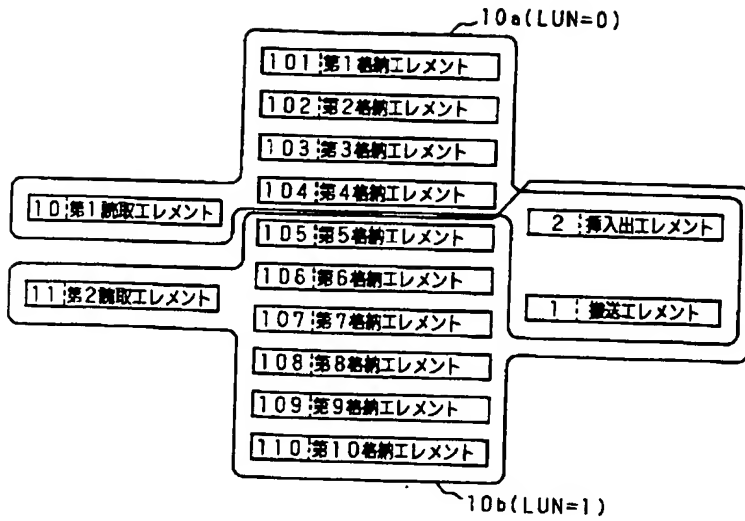 10a(LUN=0)
101 第1格納エレメント
102 第2格納エレメント
103 第3格納エレメント
104 第4格納エレメント
10 第1読取エレメント
2 挿入出エレメント
105 第5格納エレメント
106 第6格納エレメント
11 第2読取エレメント
1 搬送エレメント
107 第7格納エレメント
108 第8格納エレメント
109 第9格納エレメント
110 第10格納エレメント
10b(LUN=1)